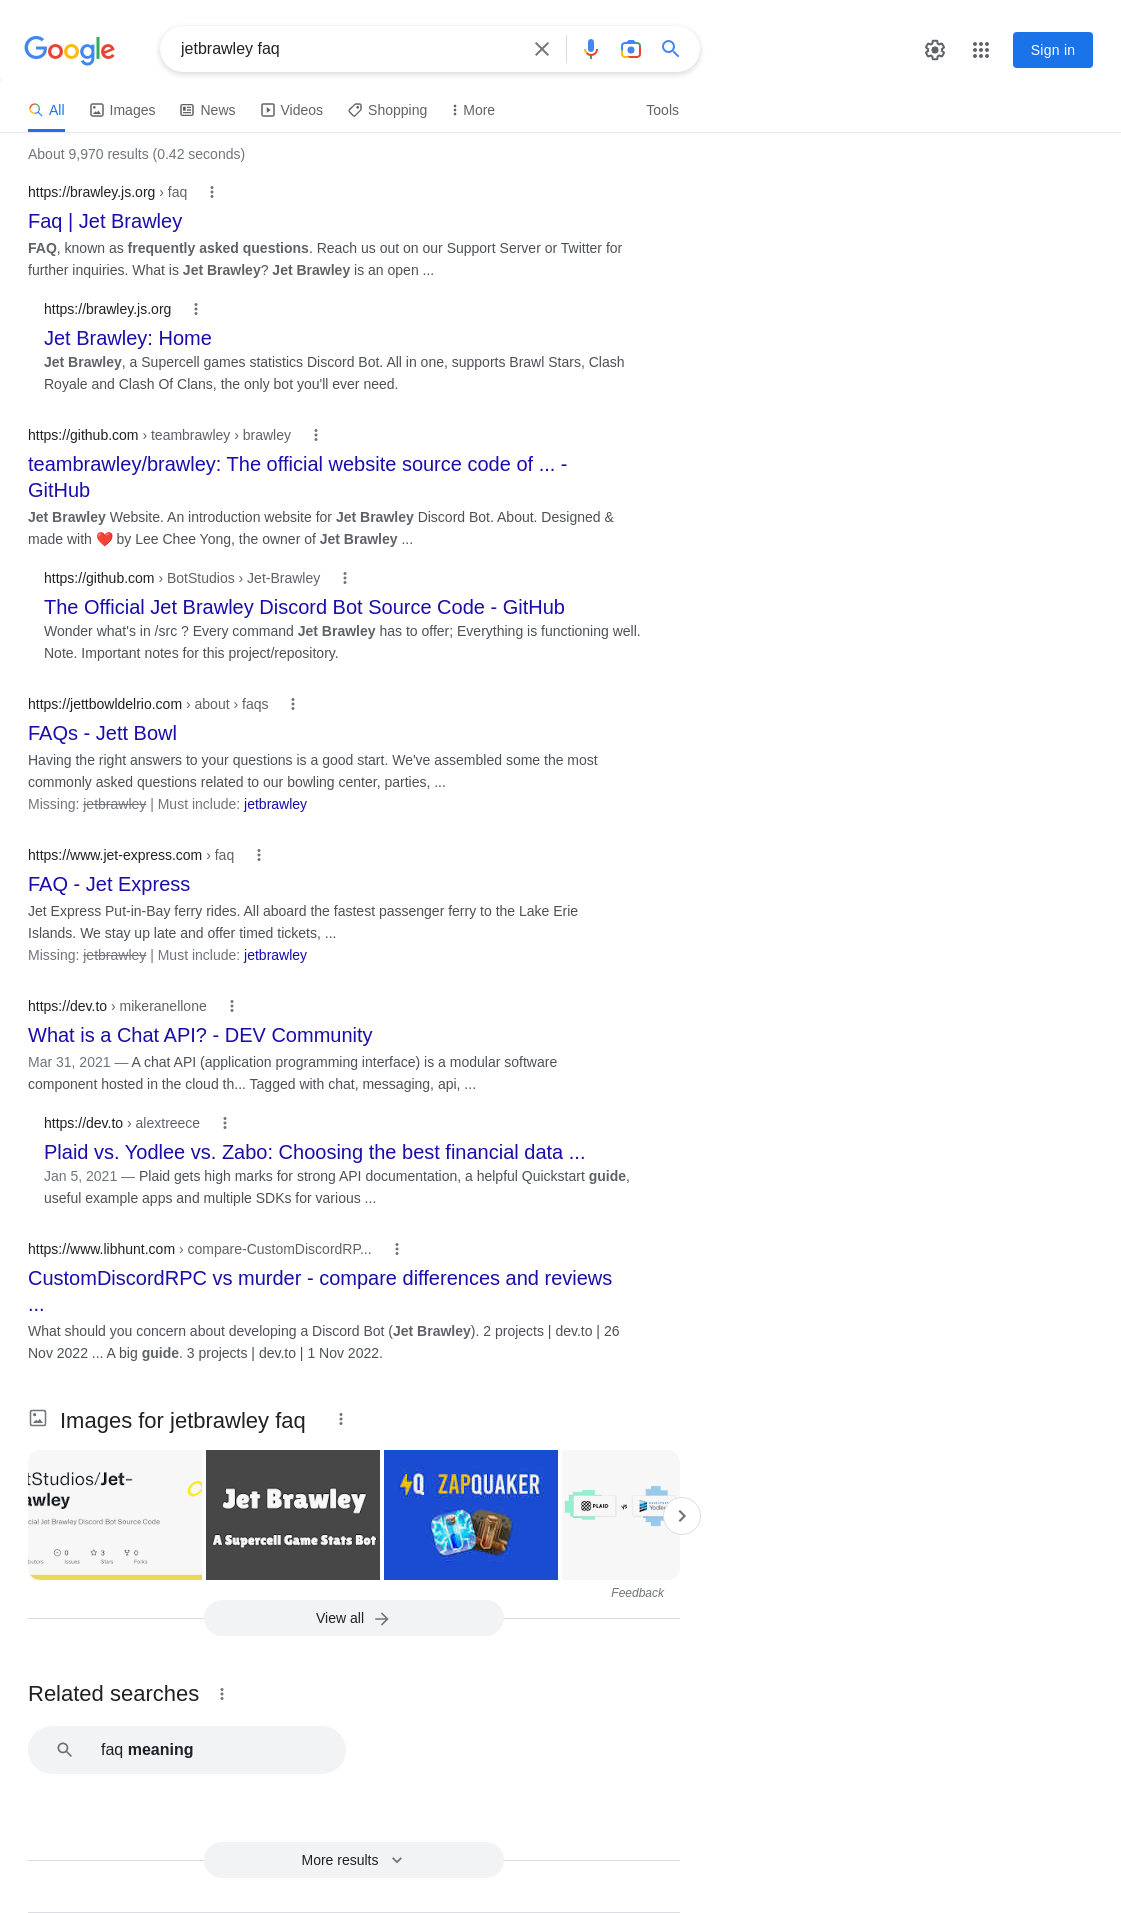 Google
jetbrawley faq
Sign in
All
Images
News
Videos
Shopping
More
Tools
About 9,970 results (0.42 seconds)
https://brawley.js.org › faq
Faq | Jet Brawley
FAQ, known as frequently asked questions. Reach us out on our Support Server or Twitter for
further inquiries. What is Jet Brawley? Jet Brawley is an open ...
https://brawley.js.org
Jet Brawley: Home
Jet Brawley, a Supercell games statistics Discord Bot. All in one, supports Brawl Stars, Clash
Royale and Clash Of Clans, the only bot you'll ever need.
https://github.com › teambrawley › brawley
teambrawley/brawley: The official website source code of ... -
GitHub
Jet Brawley Website. An introduction website for Jet Brawley Discord Bot. About. Designed &
made with ❤️ by Lee Chee Yong, the owner of Jet Brawley ...
https://github.com › BotStudios › Jet-Brawley
The Official Jet Brawley Discord Bot Source Code - GitHub
Wonder what's in /src ? Every command Jet Brawley has to offer; Everything is functioning well.
Note. Important notes for this project/repository.
https://jettbowldelrio.com › about › faqs
FAQs - Jett Bowl
Having the right answers to your questions is a good start. We've assembled some the most
commonly asked questions related to our bowling center, parties, ...
Missing: jetbrawley | Must include: jetbrawley
https://www.jet-express.com › faq
FAQ - Jet Express
Jet Express Put-in-Bay ferry rides. All aboard the fastest passenger ferry to the Lake Erie
Islands. We stay up late and offer timed tickets, ...
Missing: jetbrawley | Must include: jetbrawley
https://dev.to › mikeranellone
What is a Chat API? - DEV Community
Mar 31, 2021 — A chat API (application programming interface) is a modular software
component hosted in the cloud th... Tagged with chat, messaging, api, ...
https://dev.to › alextreece
Plaid vs. Yodlee vs. Zabo: Choosing the best financial data ...
Jan 5, 2021 — Plaid gets high marks for strong API documentation, a helpful Quickstart guide,
useful example apps and multiple SDKs for various ...
https://www.libhunt.com › compare-CustomDiscordRP...
CustomDiscordRPC vs murder - compare differences and reviews
...
What should you concern about developing a Discord Bot (Jet Brawley). 2 projects | dev.to | 26
Nov 2022 ... A big guide. 3 projects | dev.to | 1 Nov 2022.
Images for jetbrawley faq
tStudios/Jet-
awley
cial Jet Brawley Discord Bot Source Code
0 3 0
Issues Stars Forks
Jet Brawley
A Supercell Game Stats Bot
Q ZAPQUAKER
PLAID VS Yodlee
Feedback
View all
Related searches
faq meaning
More results